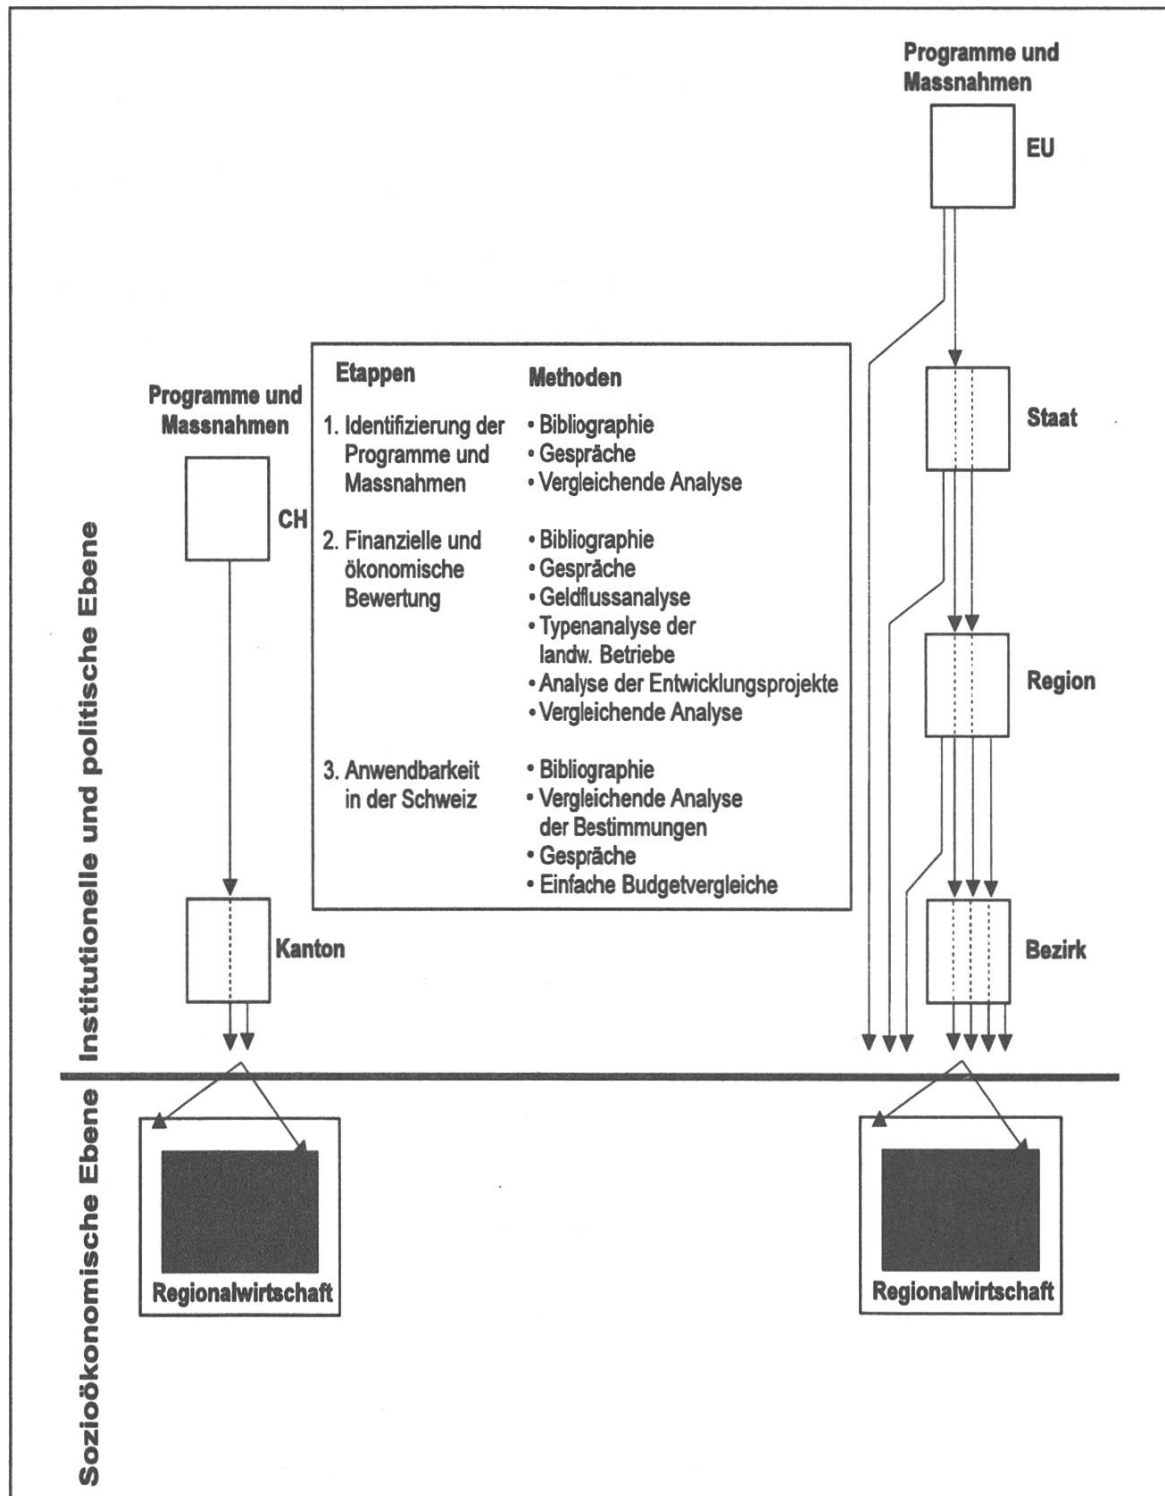 Programme und
Massnahmen
EU
Staat
Region
Bezirk
Programme und
Massnahmen
CH
Kanton
Etappen
Methoden
1. Identifizierung der
Programme und
Massnahmen
• Bibliographie
• Gespräche
• Vergleichende Analyse
2. Finanzielle und
ökonomische
Bewertung
• Bibliographie
• Gespräche
• Geldflussanalyse
• Typenanalyse der
landw. Betriebe
• Analyse der Entwicklungsprojekte
• Vergleichende Analyse
3. Anwendbarkeit
in der Schweiz
• Bibliographie
• Vergleichende Analyse
der Bestimmungen
• Gespräche
• Einfache Budgetvergleiche
Institutionelle und politische Ebene
Sozioökonomische Ebene
Regionalwirtschaft
Regionalwirtschaft